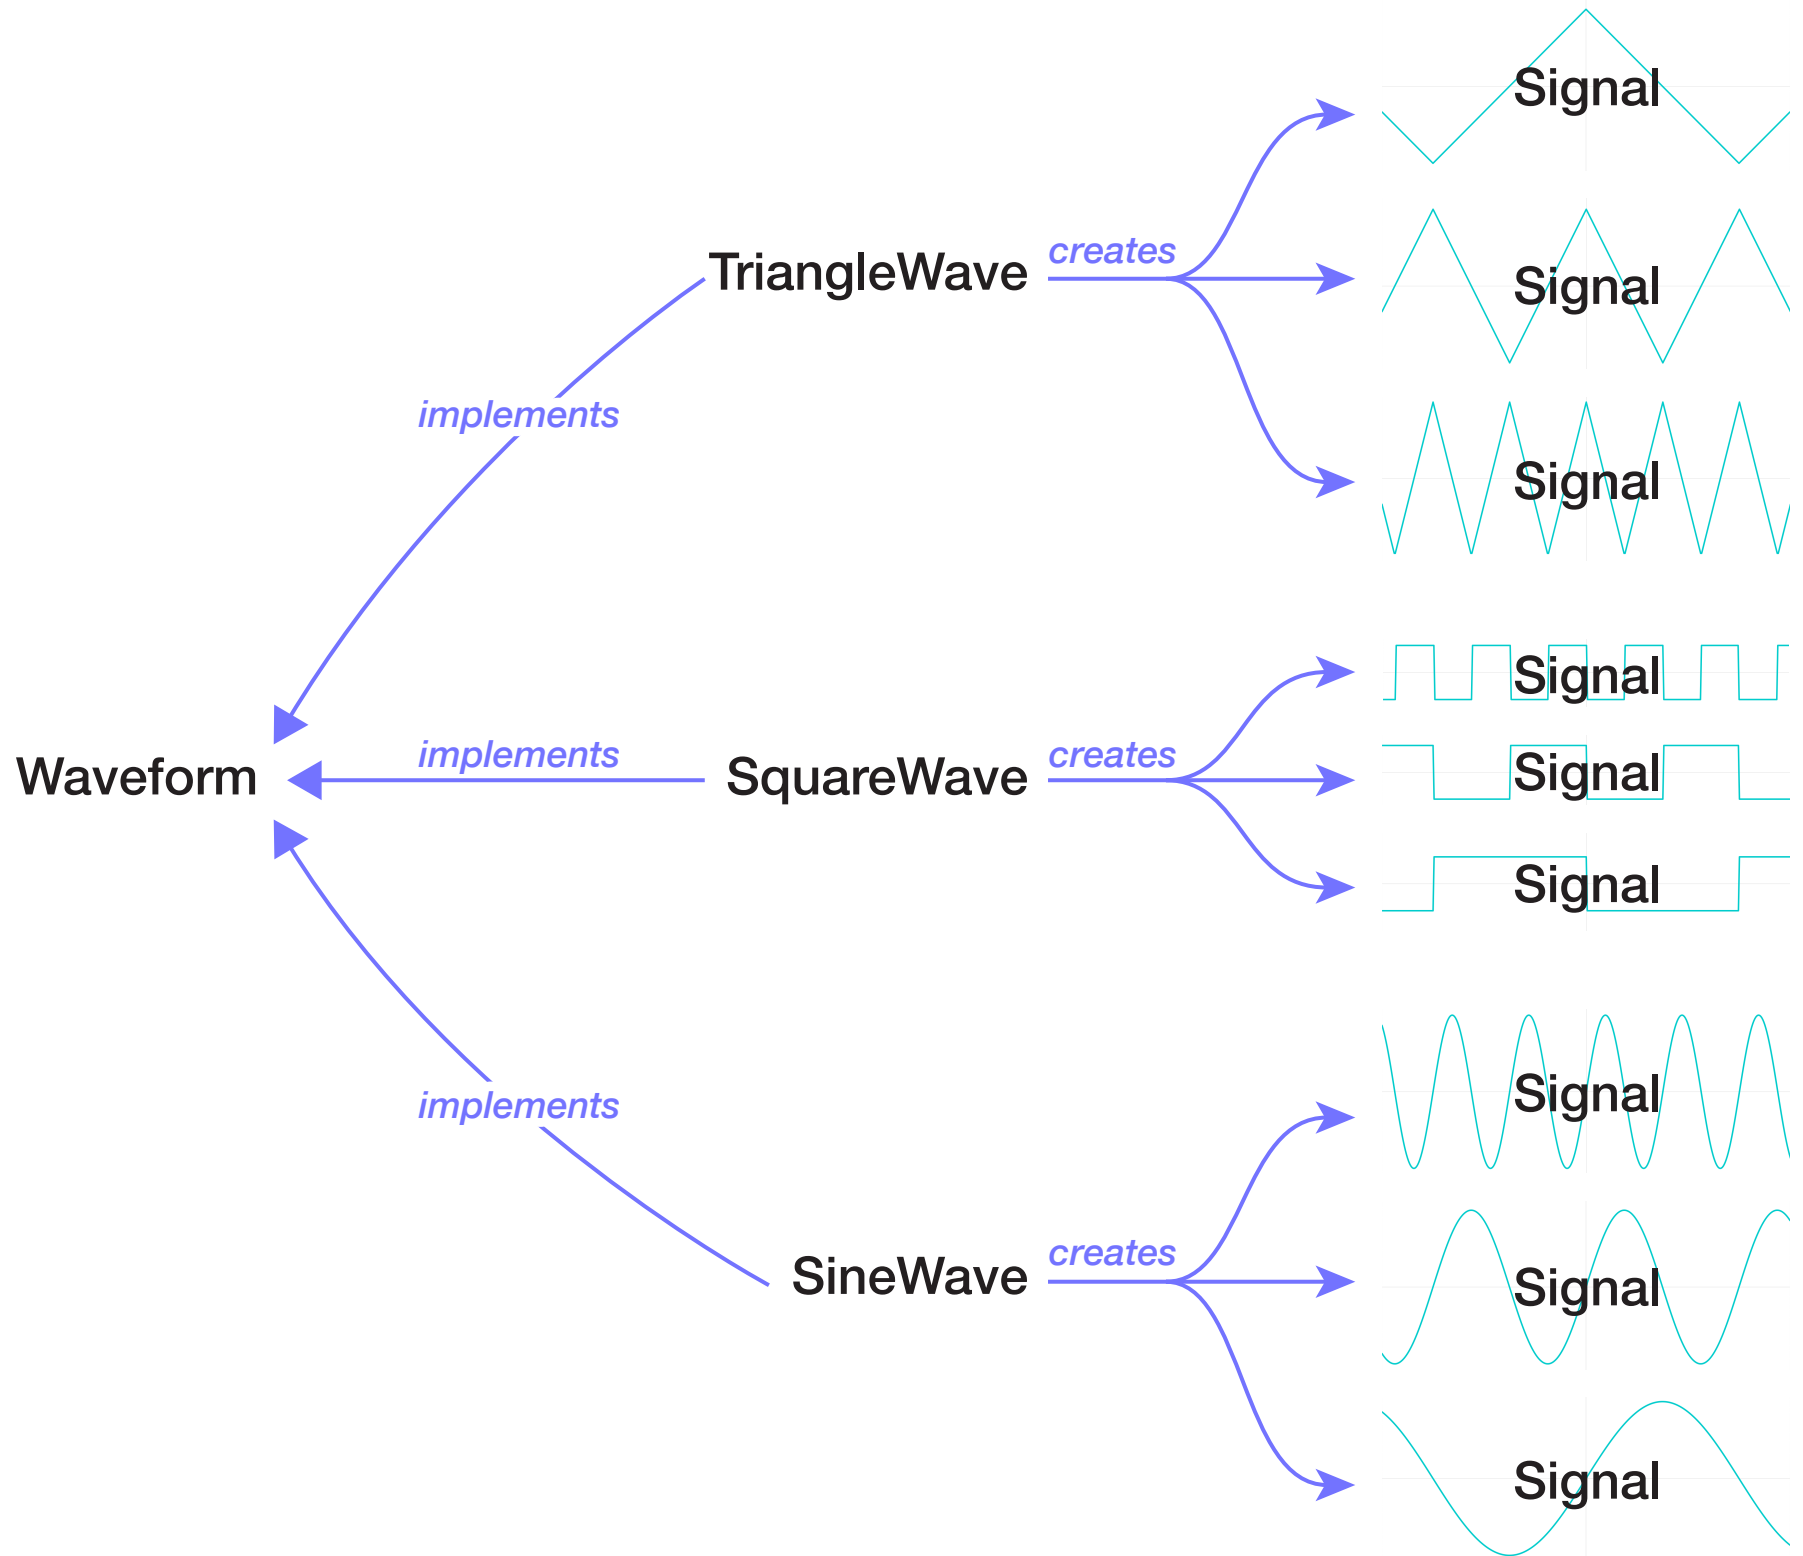 Signal
TriangleWave
creates
Signal
implements
Signal
Signal
Waveform
implements
SquareWave
creates
Signal
Signal
implements
Signal
SineWave
creates
Signal
Signal